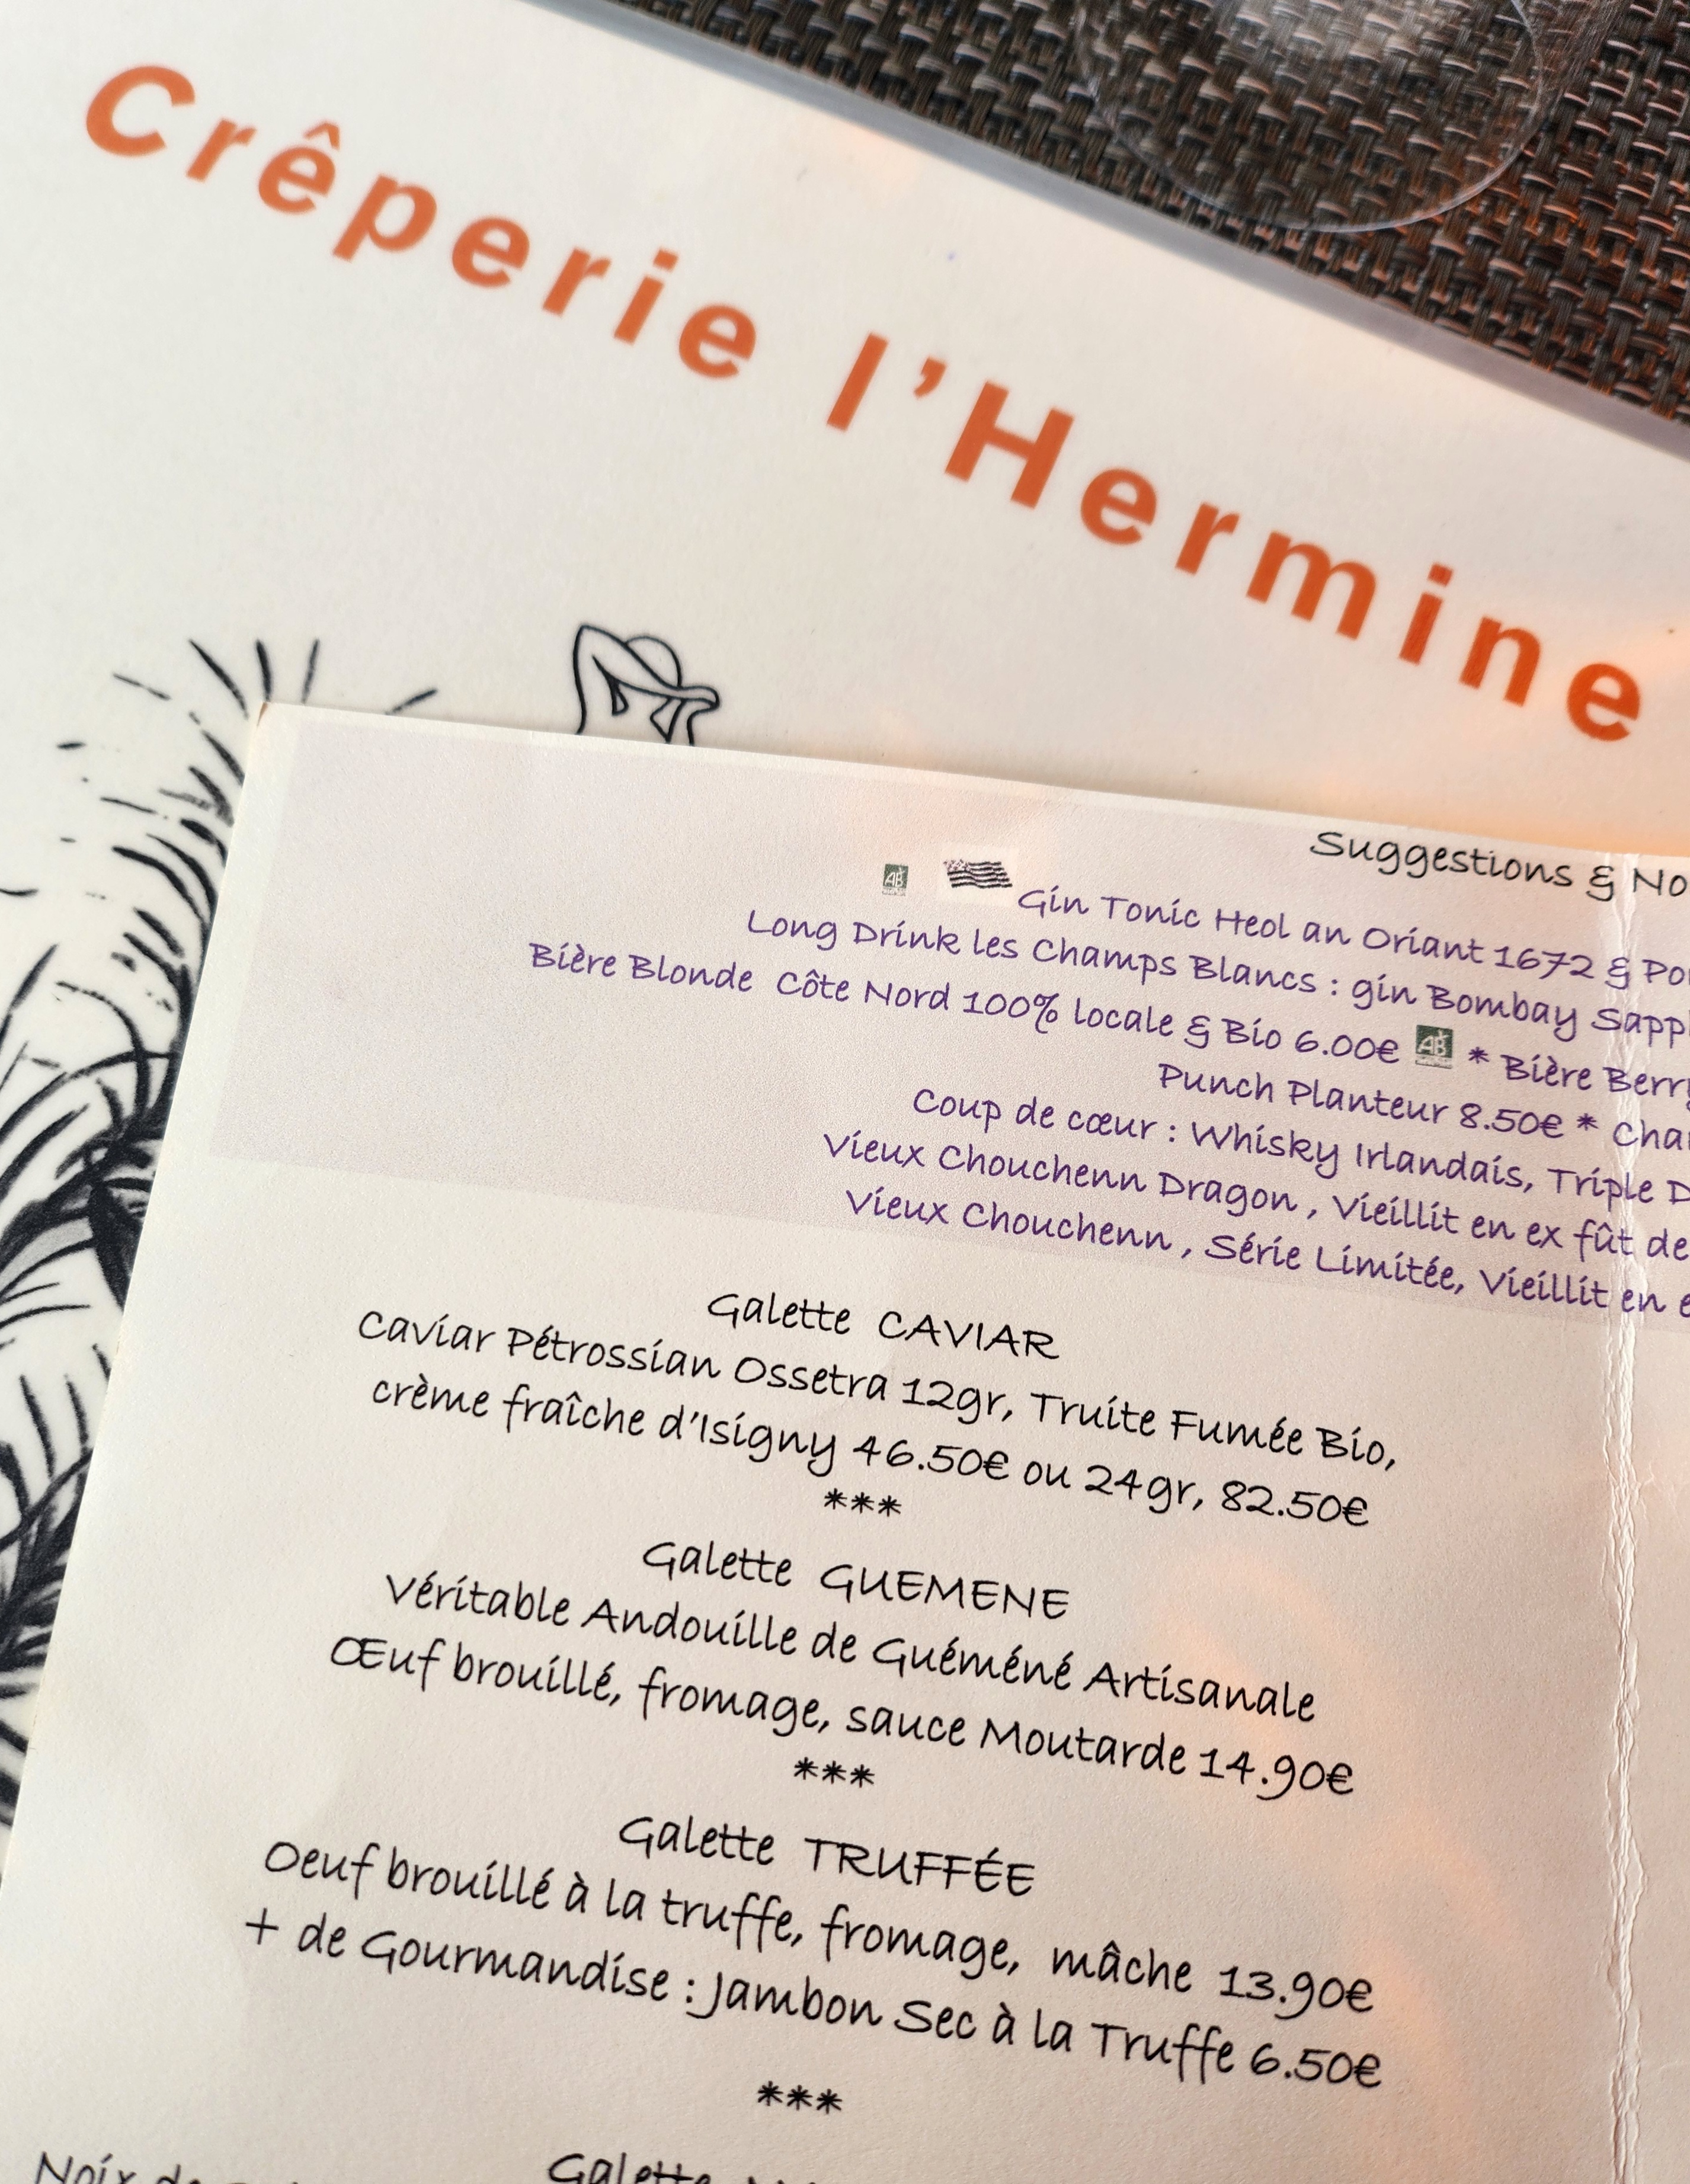 Crêperie l'Hermine
Suggestions &
Gin Tonic Heol an Oriant 1672 &
Long Drink les Champs Blancs : gin Bombay
Bière Blonde Côte Nord 100% locale & Bio 6.00€ AB * Bière
Punch Planteur 8.50€ *
Coup de cœur : Whisky Irlandais, Triple
Vieux Chouchenn Dragon , Vieillit en ex fût de
Vieux Chouchenn , Série Limitée, Vieillit en
Galette CAVIAR
Caviar Pétrossian Ossetra 12gr, Truite Fumée Bio,
crème fraîche d'Isigny 46.50€ ou 24gr, 82.50€
***
Galette GUEMENE
Véritable Andouille de Guéméné Artisanale
Œuf brouillé, fromage, sauce Moutarde 14.90€
***
Galette TRUFFÉE
Oeuf brouillé à la truffe, fromage, mâche 13.90€
+ de Gourmandise : Jambon Sec à la Truffe 6.50€
***
Galette
Noix de